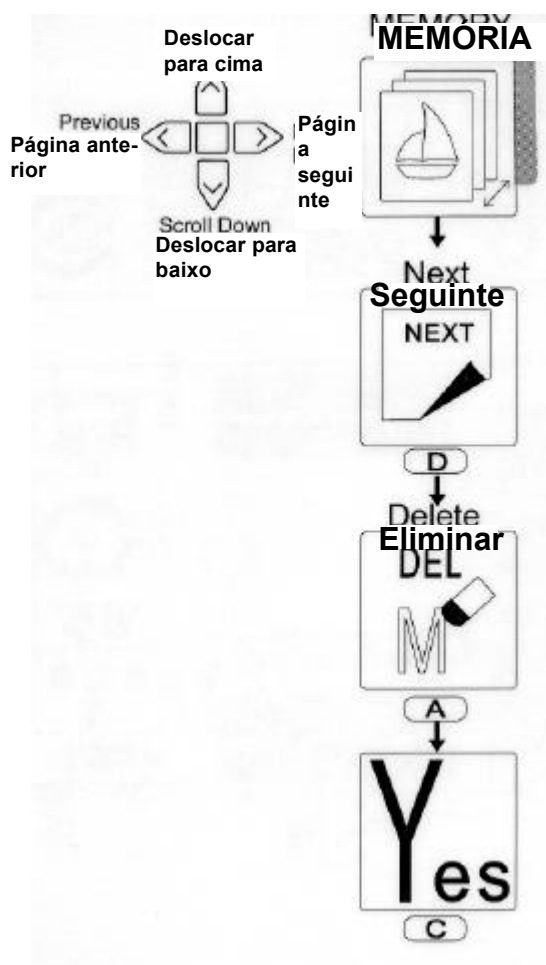 MEMORY
MEMÓRIA
Deslocar
para cima
Previous
Página ante-
rior
Págin
a
segui
nte
Scroll Down
Deslocar para
baixo
Next
Seguinte
NEXT
D
Delete
Eliminar
DEL
M
A
Yes
C